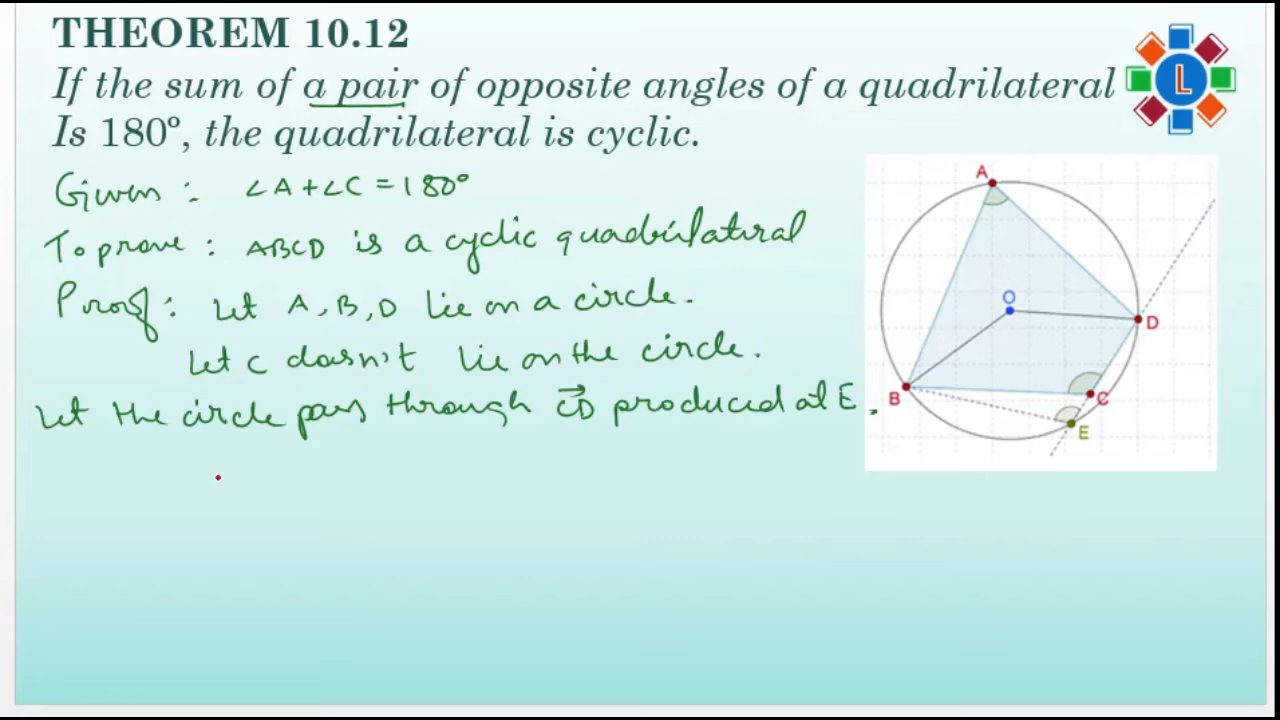 THEOREM 10.12
If the sum of a pair of opposite angles of a quadrilateral
Is 180º, the quadrilateral is cyclic.
L
Given : ∠A+∠C = 180°
To prove : ABCD is a cyclic quadrilateral
Proof : Let A, B, D lie on a circle.
Let C doesn't lie on the circle.
Let the circle pass through CD produced at E.
A
O
D
B
C
E